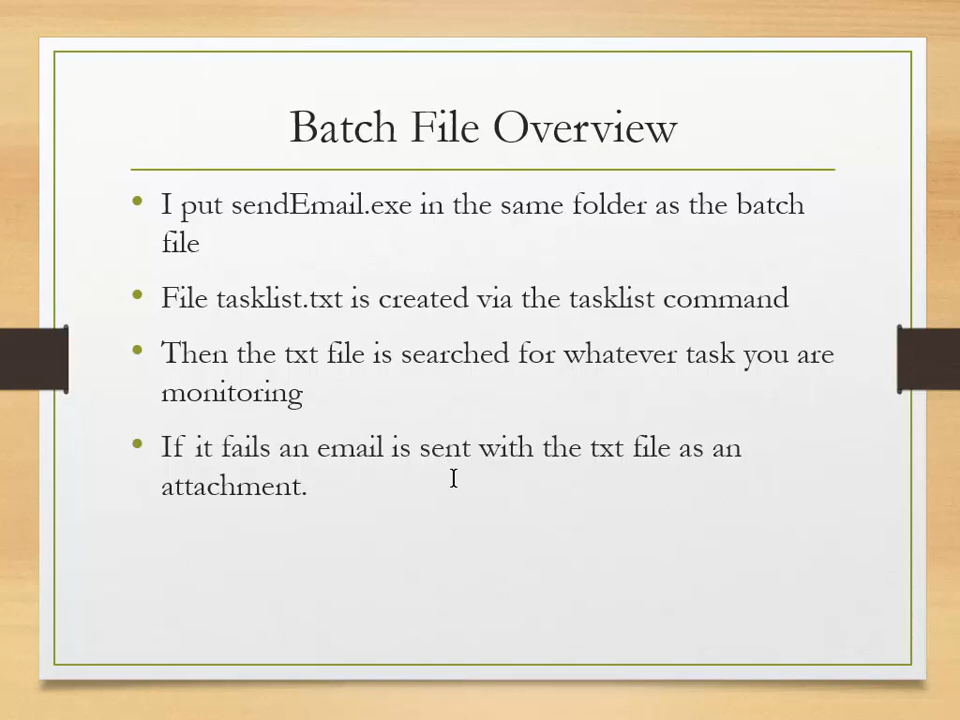 Batch File Overview
• I put sendEmail.exe in the same folder as the batch
file
• File tasklist.txt is created via the tasklist command
• Then the txt file is searched for whatever task you are
monitoring
• If it fails an email is sent with the txt file as an
attachment.